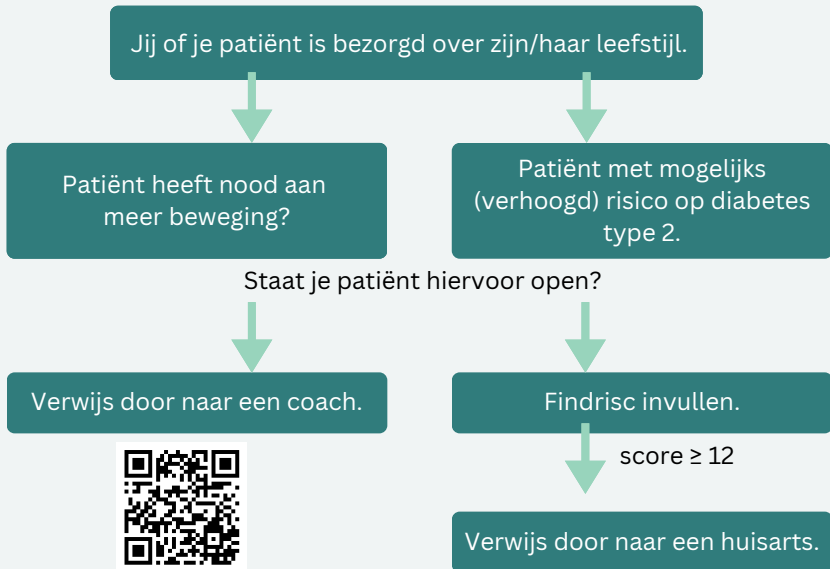 Jij of je patiënt is bezorgd over zijn/haar leefstijl.
Patiënt heeft nood aan
meer beweging?
Patiënt met mogelijks
(verhoogd) risico op diabetes
type 2.
Staat je patiënt hiervoor open?
Verwijs door naar een coach.
Findrisc invullen.
score ≥ 12
Verwijs door naar een huisarts.